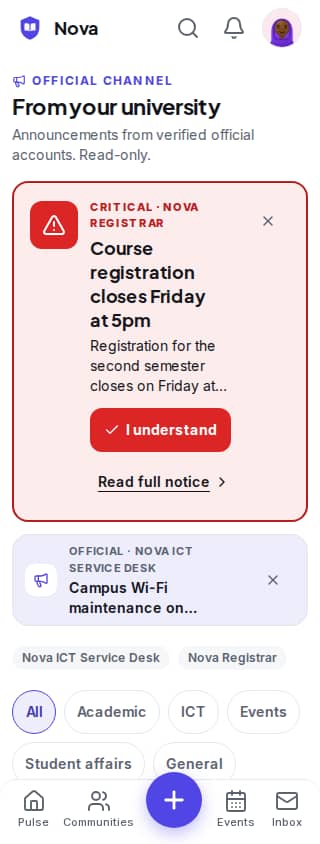 Nova
OFFICIAL CHANNEL
From your university
Announcements from verified official
accounts. Read-only.
CRITICAL · NOVA
REGISTRAR
Course
registration
closes Friday
at 5pm
Registration for the
second semester
closes on Friday at...
I understand
Read full notice
OFFICIAL · NOVA ICT
SERVICE DESK
Campus Wi-Fi
maintenance on...
Nova ICT Service Desk
Nova Registrar
All
Academic
ICT
Events
Student affairs
General
Pulse
Communities
Events
Inbox